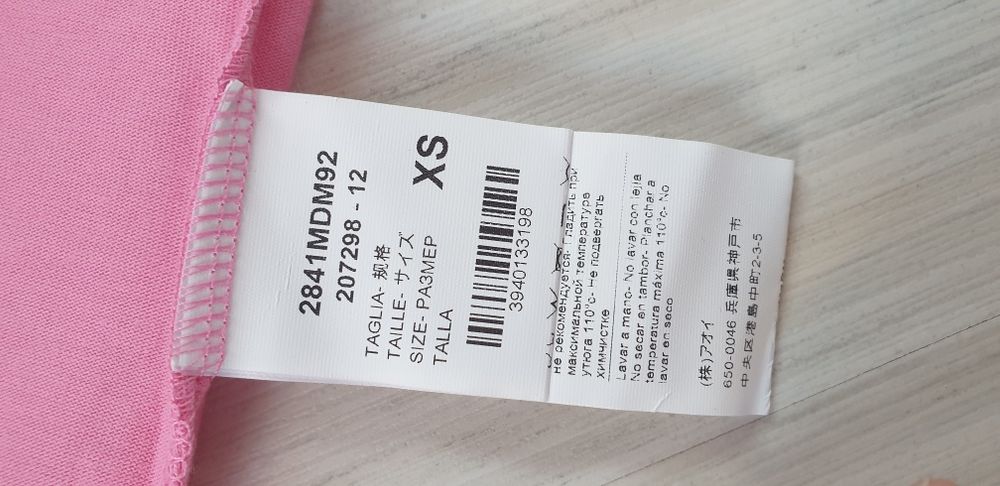 2841MDM92
207298 - 12
TAGLIA- 规格
TAILLE- サイズ
SIZE- РАЗМЕР
TALLA
XS
3940133198
не рекомендуется- Гладить при
максимальной температуре
утюга 110°c- Не подвергать
химчистке
Lavar a mano- No lavar con lejía
No secar en tambor- Planchar a
temperatura máxima 110°c- No
lavar en seco
(株)アオイ
650-0046 兵庫県神戸市
中央区港島中町2-3-5